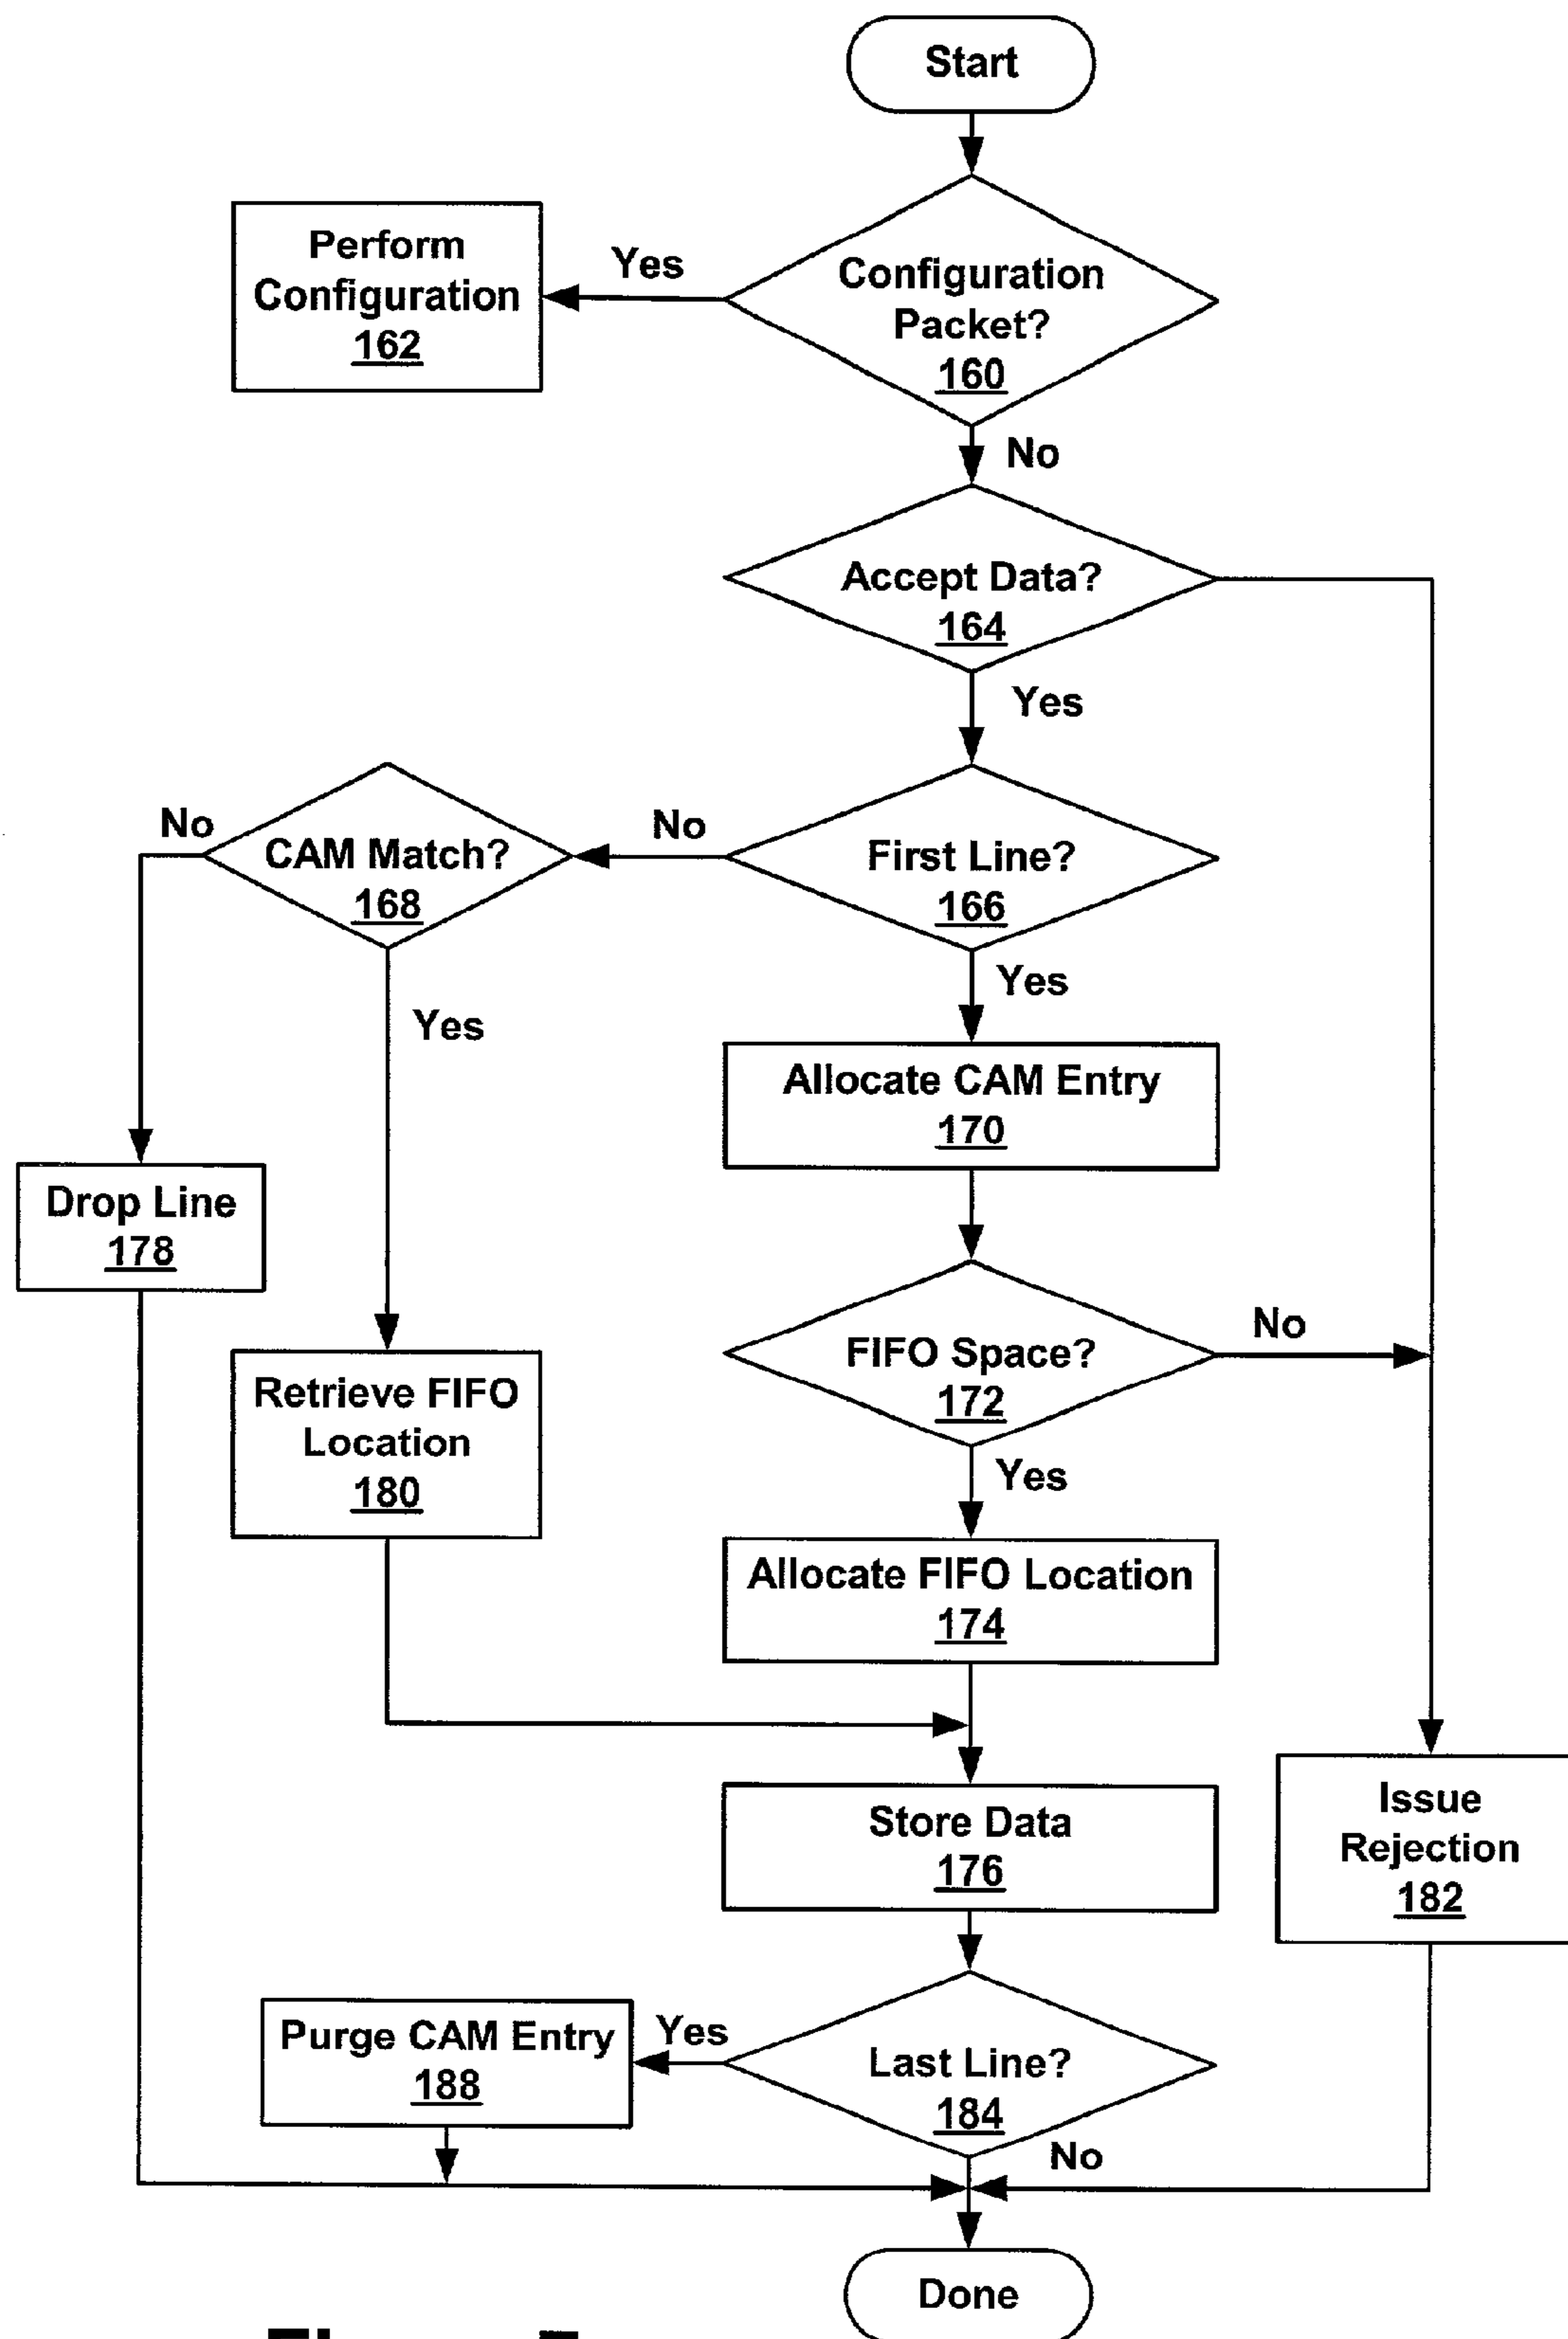 Start
Configuration
Packet?
160
Yes
Perform
Configuration
162
No
Accept Data?
164
Yes
First Line?
166
No
CAM Match?
168
No
Yes
Yes
Allocate CAM Entry
170
Drop Line
178
FIFO Space?
172
No
Retrieve FIFO
Location
180
Yes
Allocate FIFO Location
174
Store Data
176
Issue
Rejection
182
Last Line?
184
Yes
Purge CAM Entry
188
No
Done